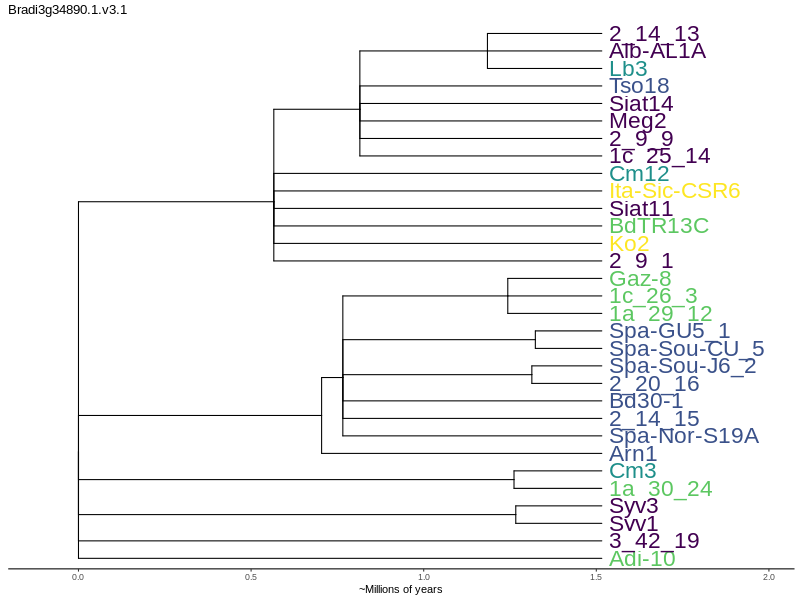 Bradi3g34890.1.v3.1
2_14_13
Alb-AL1A
Lb3
Tso18
Siat14
Meg2
2_9_9
1c_25_14
Cm12
Ita-Sic-CSR6
Siat11
BdTR13C
Ko2
2_9_1
Gaz-8
1c_26_3
1a_29_12
Spa-GU5_1
Spa-Sou-CU_5
Spa-Sou-J6_2
2_20_16
Bd30-1
2_14_15
Spa-Nor-S19A
Arn1
Cm3
1a_30_24
Syv3
Syv1
3_42_19
Adi-10
0.0 0.5 1.0 1.5 2.0
~Millions of years